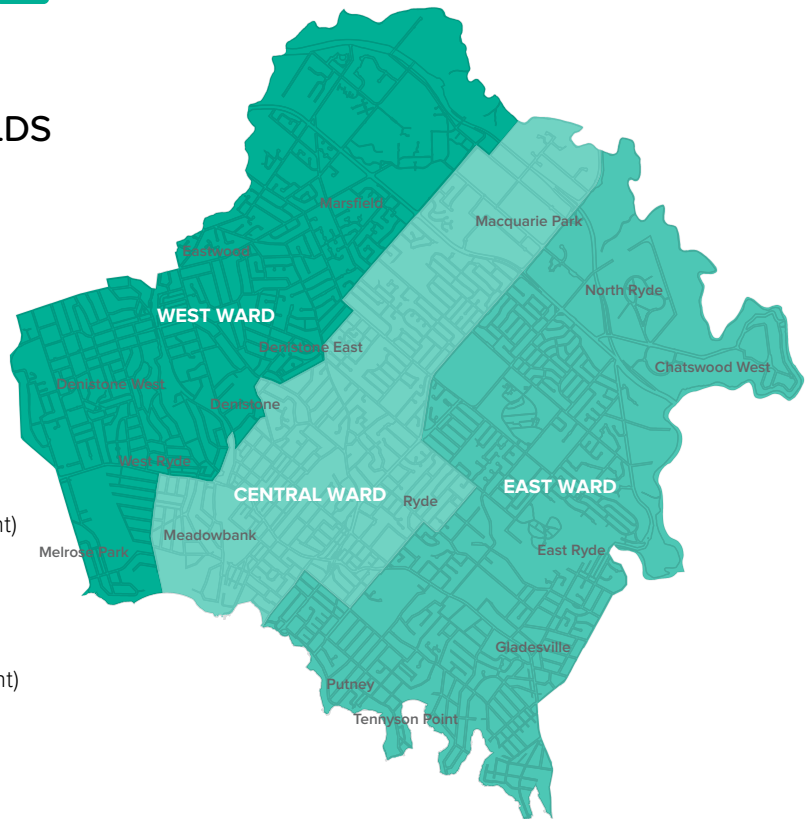 LDS
Marsfield
Macquarie Park
Eastwood
North Ryde
WEST WARD
Denistone East
Chatswood West
Denistone West
Denistone
West Ryde
EAST WARD
CENTRAL WARD
Ryde
nt)
Meadowbank
Melrose Park
East Ryde
Gladesville
nt)
Putney
Tennyson Point